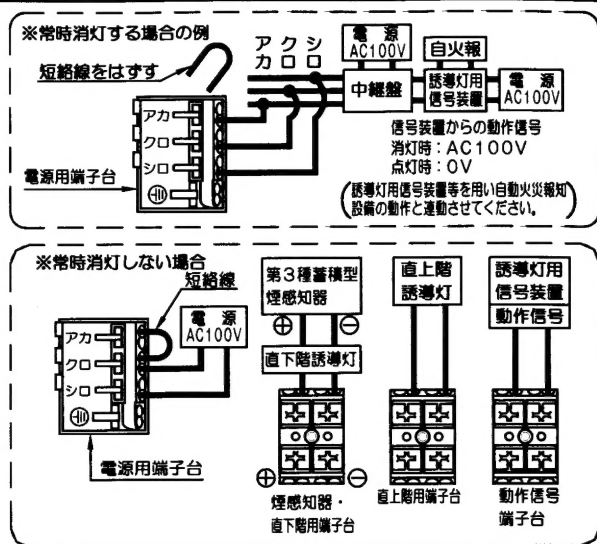 ※常時消灯する場合の例
短絡線をはずす
アカ
クロ
シロ
電源用端子台
ア ク シ
カ ロ ロ
電 源
AC100V
中継盤
自火報
誘導灯用
信号装置
電 源
AC100V
信号装置からの動作信号
消灯時：AC100V
点灯時：0V
(誘導灯用信号装置等を用い自動火災報知
設備の動作と連動させてください。)
※常時消灯しない場合
短絡線
アカ
クロ
シロ
電源用端子台
電 源
AC100V
第3種蓄積型
煙感知器
⊕ ⊖
直下階誘導灯
⊕ ⊖
煙感知器・
直下階用端子台
直上階
誘導灯
直上階用端子台
誘導灯用
信号装置
動作信号
動作信号
端子台